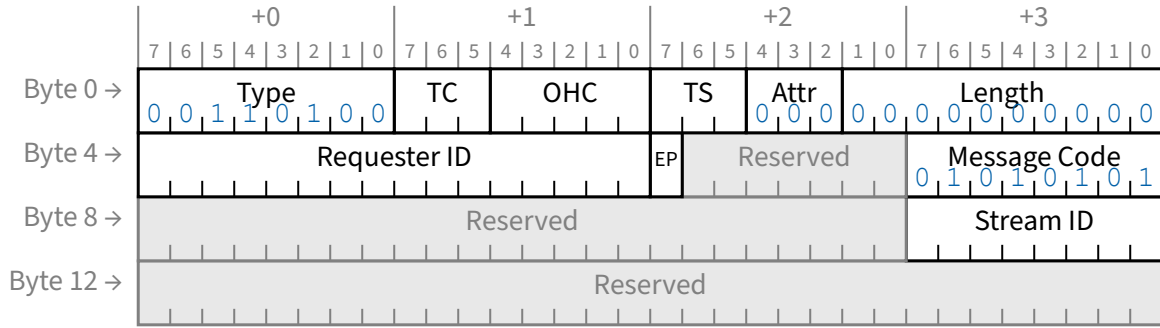 +0 +1 +2 +3
7 6 5 4 3 2 1 0 7 6 5 4 3 2 1 0 7 6 5 4 3 2 1 0 7 6 5 4 3 2 1 0
Byte 0 → Type TC OHC TS Attr Length
0 0 1 1 0 1 0 0 0 0 0 0 0 0 0 0 0 0 0 0 0
Byte 4 → Requester ID EP Reserved Message Code
0 1 0 1 0 1 0 1
Byte 8 → Reserved Stream ID
Byte 12 → Reserved